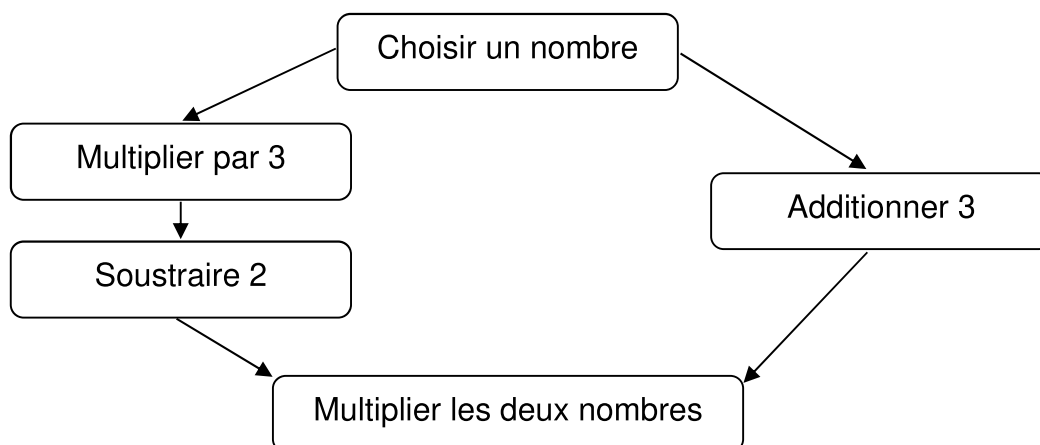 Choisir un nombre
Multiplier par 3
Additionner 3
Soustraire 2
Multiplier les deux nombres